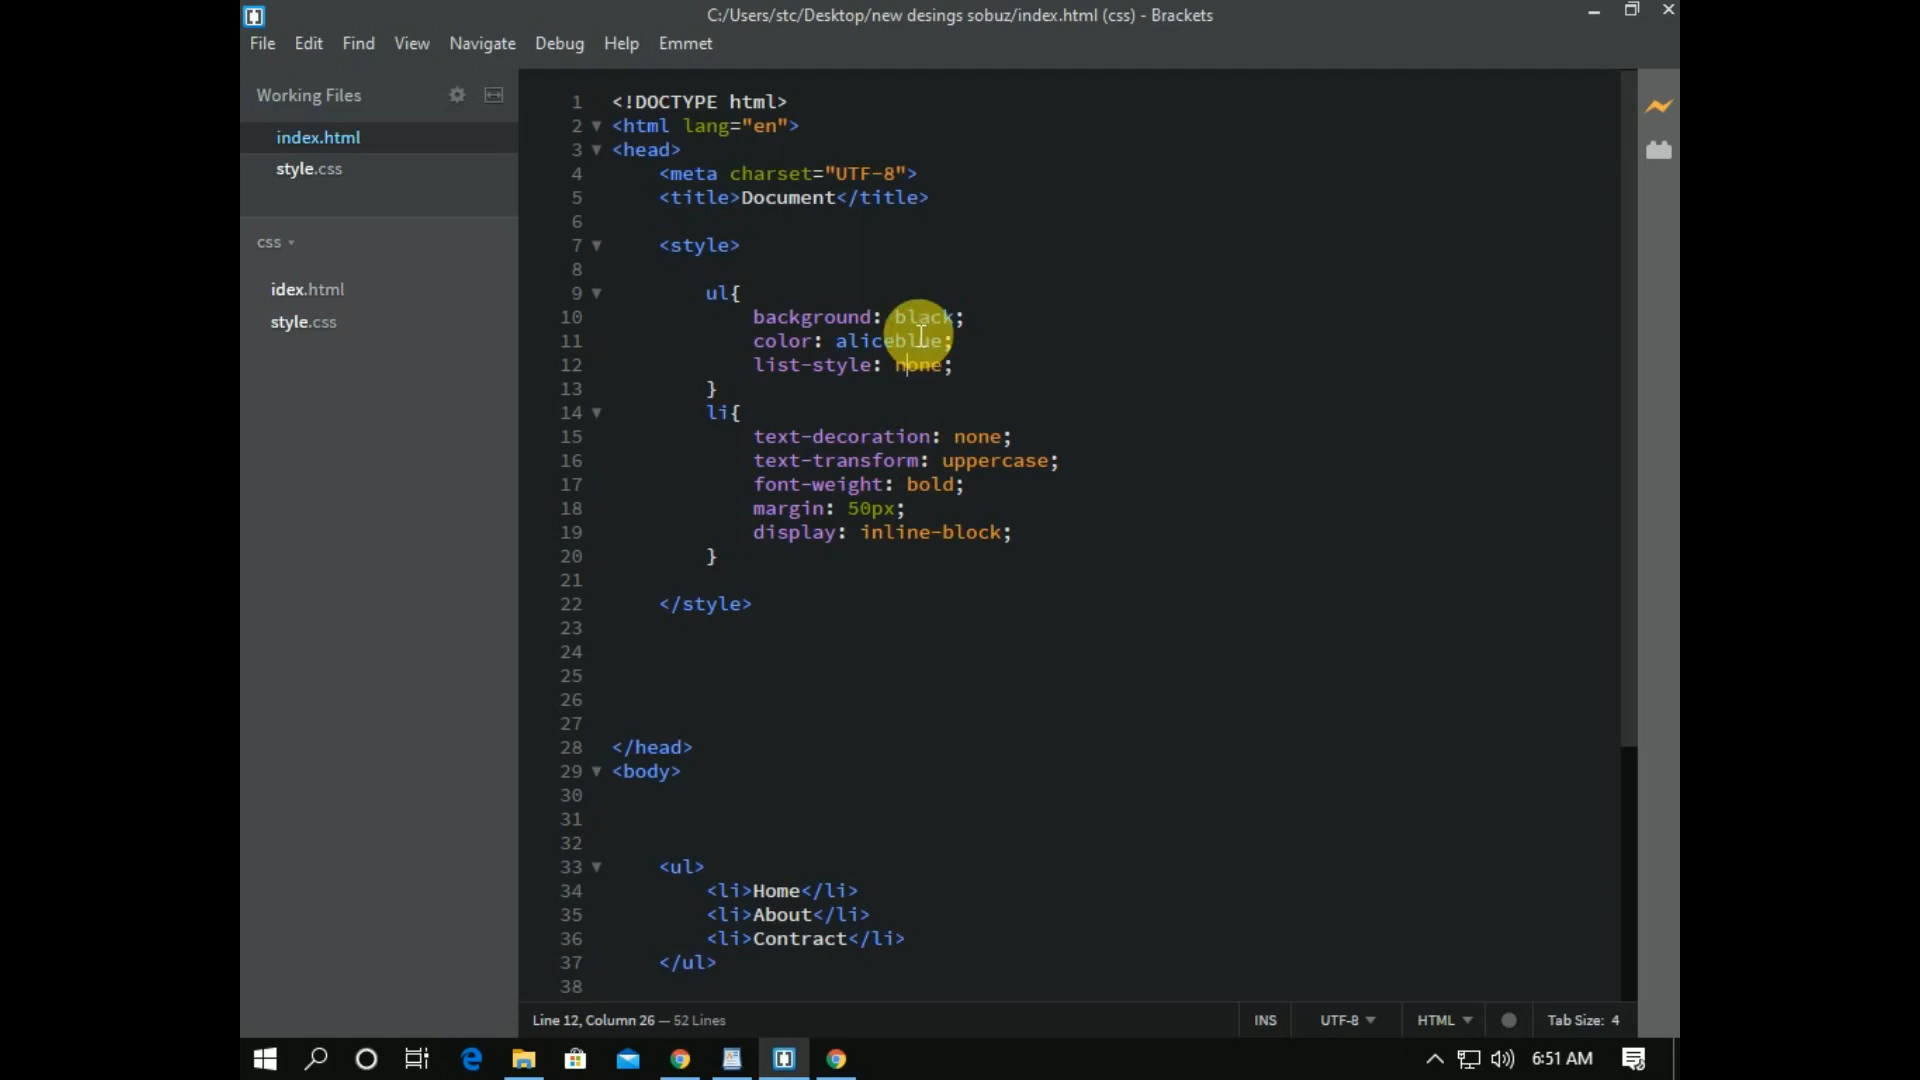 C:/Users/stc/Desktop/new desings sobuz/index.html (css) - Brackets
File Edit Find View Navigate Debug Help Emmet
Working Files
index.html
style.css
css
idex.html
style.css
1 <!DOCTYPE html>
2 <html lang="en">
3 <head>
4 <meta charset="UTF-8">
5 <title>Document</title>
6
7 <style>
8
9 ul{
10 background: black;
11 color: aliceblue;
12 list-style: none;
13 }
14 li{
15 text-decoration: none;
16 text-transform: uppercase;
17 font-weight: bold;
18 margin: 50px;
19 display: inline-block;
20 }
21
22 </style>
23
24
25
26
27
28 </head>
29 <body>
30
31
32
33 <ul>
34 <li>Home</li>
35 <li>About</li>
36 <li>Contract</li>
37 </ul>
38
Line 12, Column 26 — 52 Lines INS UTF-8 HTML Tab Size: 4
6:51 AM